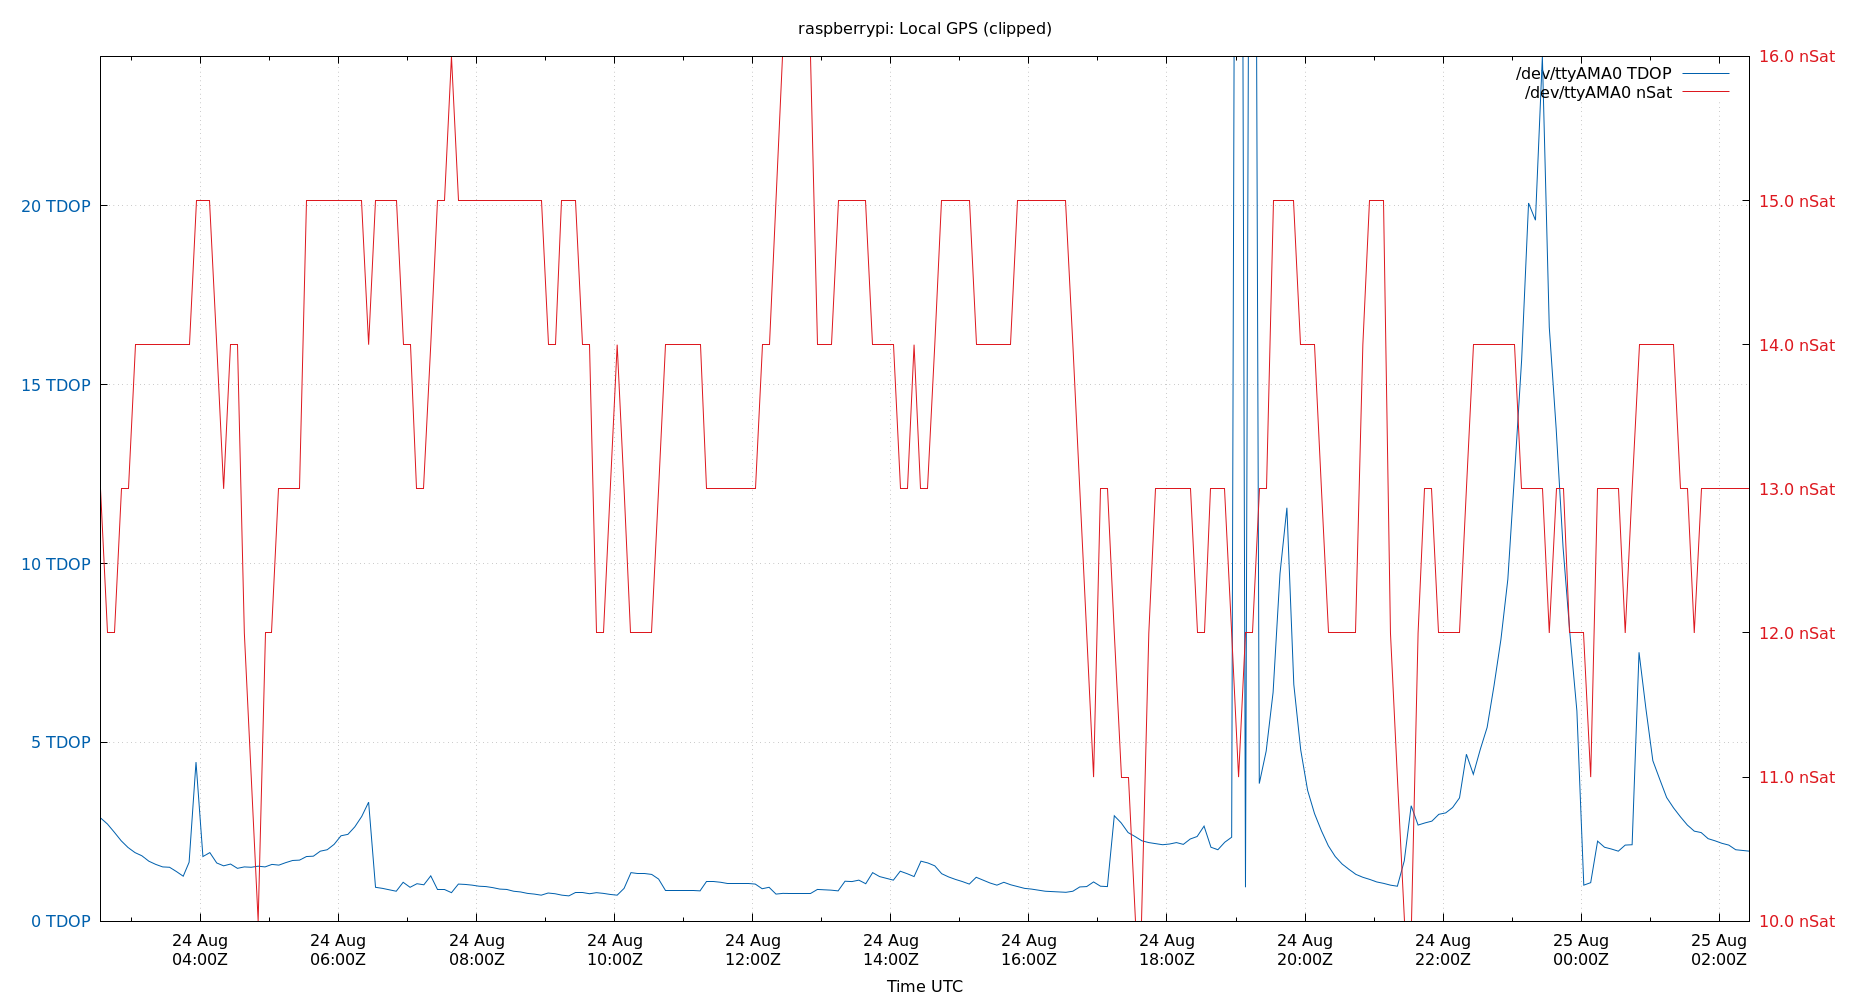 raspberrypi: Local GPS (clipped)
16.0 nSat
/dev/ttyAMA0 TDOP
/dev/ttyAMA0 nSat
20 TDOP
15.0 nSat
14.0 nSat
15 TDOP
13.0 nSat
10 TDOP
12.0 nSat
5 TDOP
11.0 nSat
0 TDOP
10.0 nSat
24 Aug 24 Aug 24 Aug 24 Aug 24 Aug 24 Aug 24 Aug 24 Aug 24 Aug 24 Aug 25 Aug 25 Aug
04:00Z 06:00Z 08:00Z 10:00Z 12:00Z 14:00Z 16:00Z 18:00Z 20:00Z 22:00Z 00:00Z 02:00Z
Time UTC